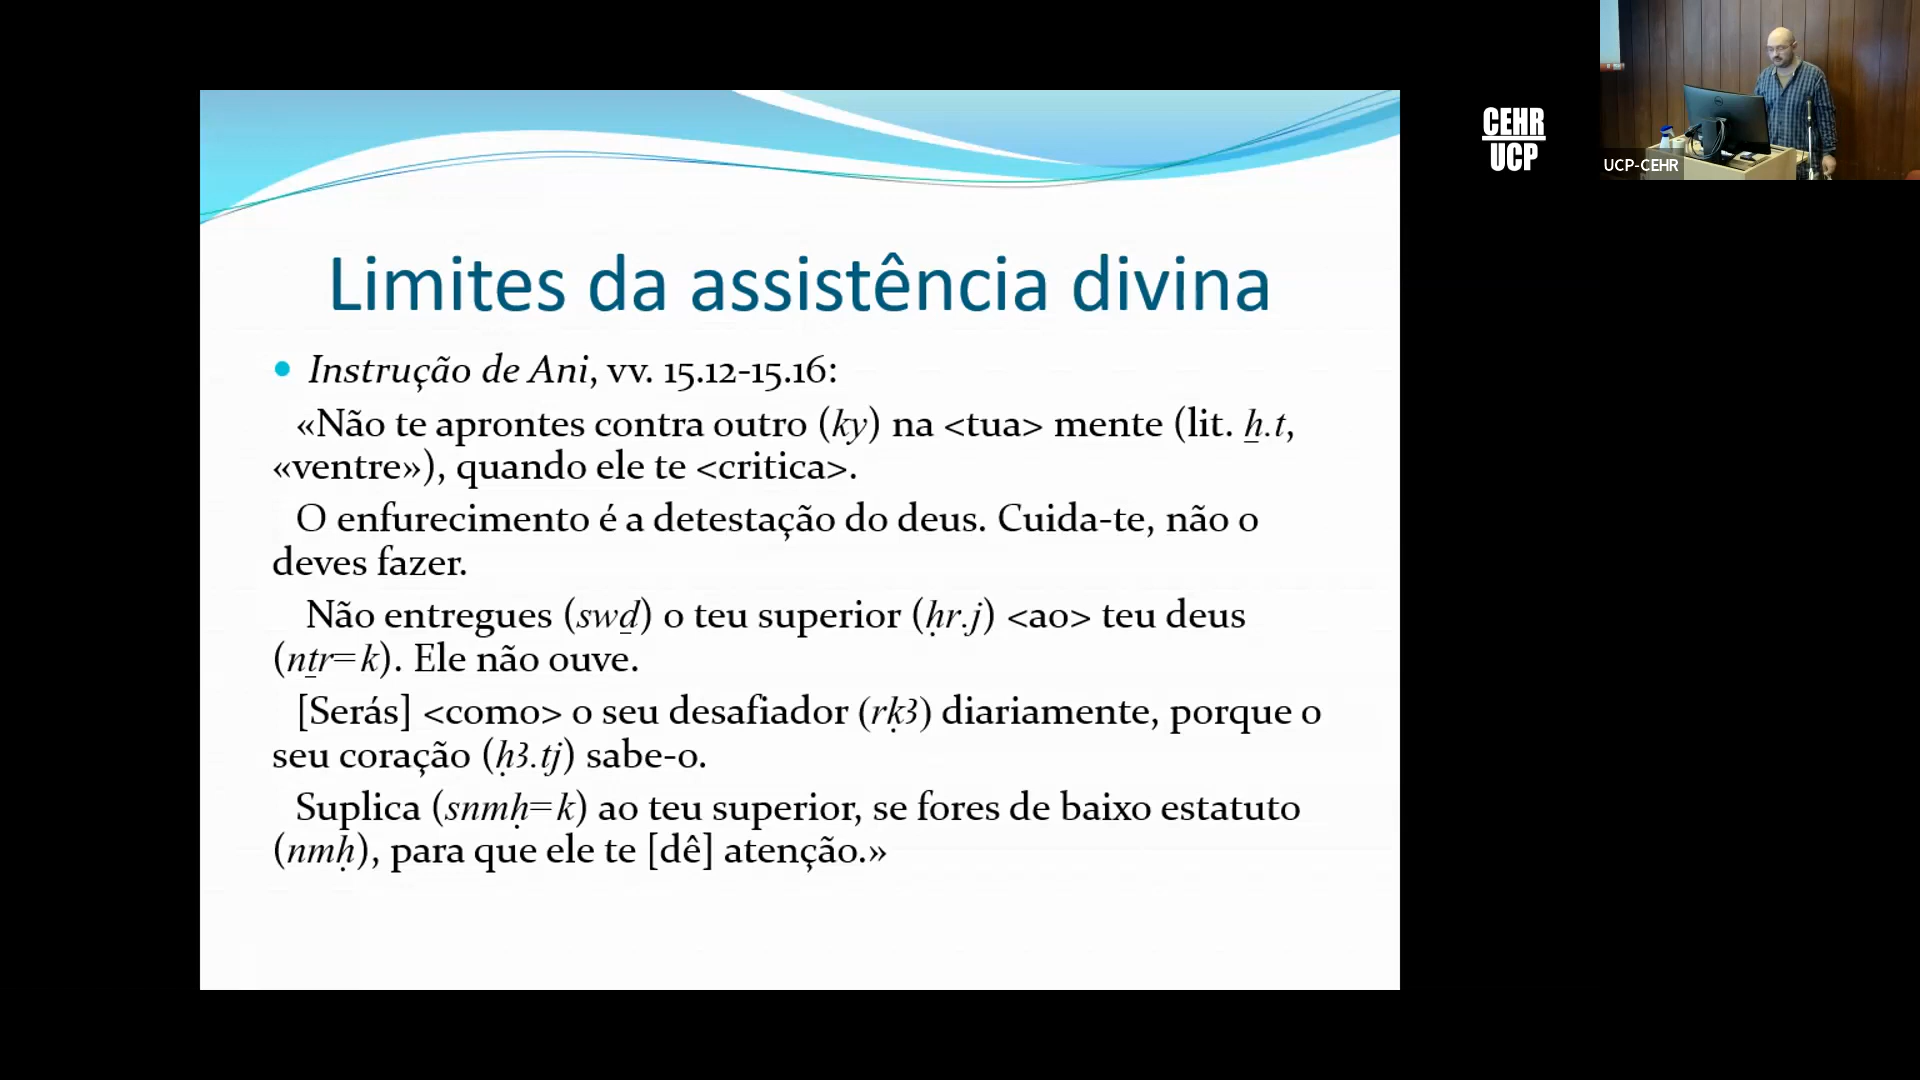 Limites da assistência divina
• Instrução de Ani, vv. 15.12-15.16:
«Não te aprontes contra outro (ky) na <tua> mente (lit. ẖ.t,
«ventre»), quando ele te <critica>.
O enfurecimento é a detestação do deus. Cuida-te, não o
deves fazer.
Não entregues (swḏ) o teu superior (ḥr.j) <ao> teu deus
(nṯr=k). Ele não ouve.
[Serás] <como> o seu desafiador (rḳꜣ) diariamente, porque o
seu coração (ḥꜣ.tj) sabe-o.
Suplica (snmḥ=k) ao teu superior, se fores de baixo estatuto
(nmḥ), para que ele te [dê] atenção.»
CEHR
UCP
UCP-CEHR